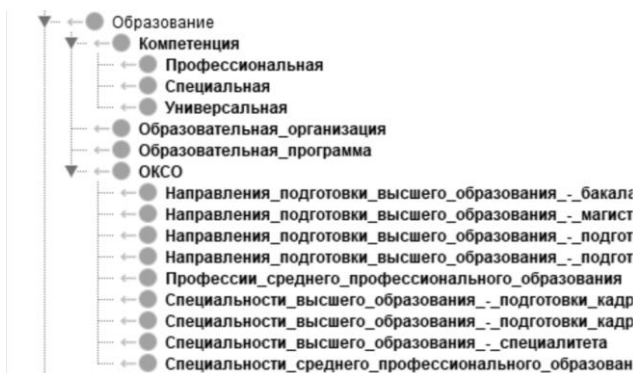 Образование
Компетенция
Профессиональная
Специальная
Универсальная
Образовательная_организация
Образовательная_программа
ОКСО
Направления_подготовки_высшего_образования_-_бакала
Направления_подготовки_высшего_образования_-_магист
Направления_подготовки_высшего_образования_-_подгот
Направления_подготовки_высшего_образования_-_подгот
Профессии_среднего_профессионального_образования
Специальности_высшего_образования_-_подготовки_кадр
Специальности_высшего_образования_-_подготовки_кадр
Специальности_высшего_образования_-_специалитета
Специальности_среднего_профессионального_образован